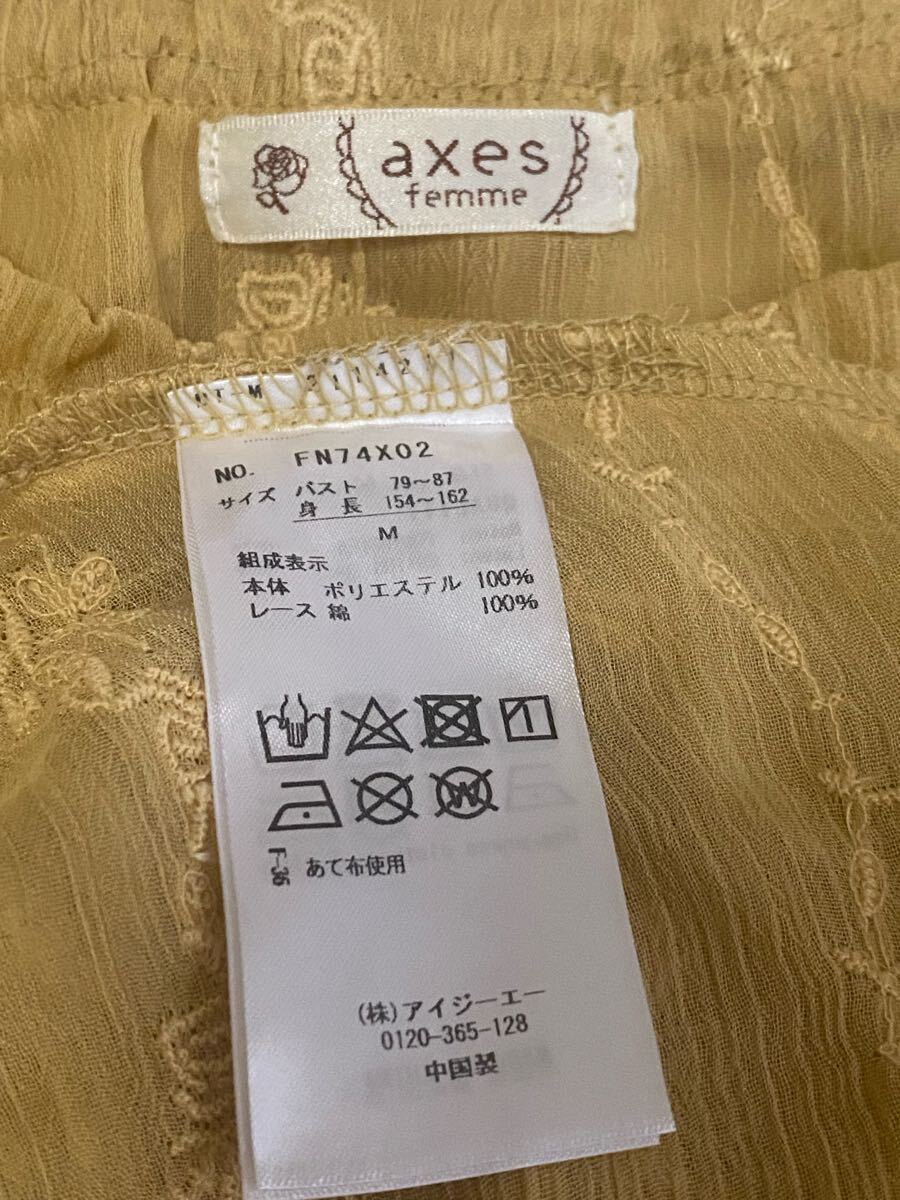 axes
femme
NO. FN74X02
サイズ バスト 79～87
身長 154～162
M
組成表示
本体 ポリエステル 100%
レース 綿 100%
あて布使用
(株)アイジーエー
0120-365-128
中国製